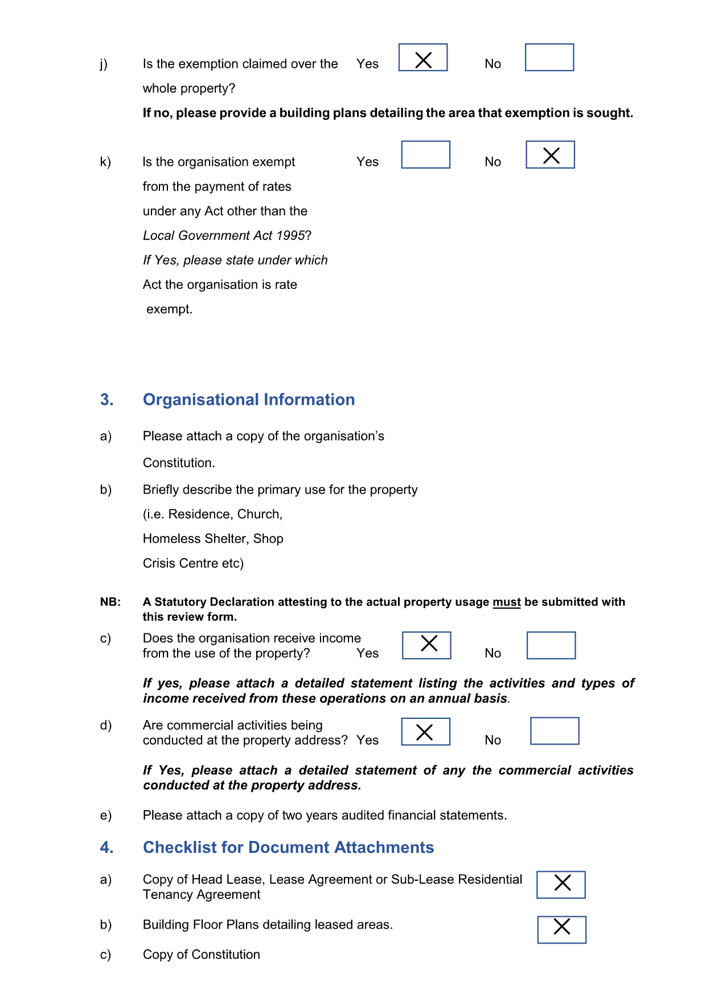 j) Is the exemption claimed over the Yes X No
whole property?
If no, please provide a building plans detailing the area that exemption is sought.
k) Is the organisation exempt Yes No X
from the payment of rates
under any Act other than the
Local Government Act 1995?
If Yes, please state under which
Act the organisation is rate
exempt.
3. Organisational Information
a) Please attach a copy of the organisation’s
Constitution.
b) Briefly describe the primary use for the property
(i.e. Residence, Church,
Homeless Shelter, Shop
Crisis Centre etc)
NB: A Statutory Declaration attesting to the actual property usage must be submitted with
this review form.
c) Does the organisation receive income
from the use of the property? Yes X No
If yes, please attach a detailed statement listing the activities and types of
income received from these operations on an annual basis.
d) Are commercial activities being
conducted at the property address? Yes X No
If Yes, please attach a detailed statement of any the commercial activities
conducted at the property address.
e) Please attach a copy of two years audited financial statements.
4. Checklist for Document Attachments
a) Copy of Head Lease, Lease Agreement or Sub-Lease Residential X
Tenancy Agreement
b) Building Floor Plans detailing leased areas. X
c) Copy of Constitution